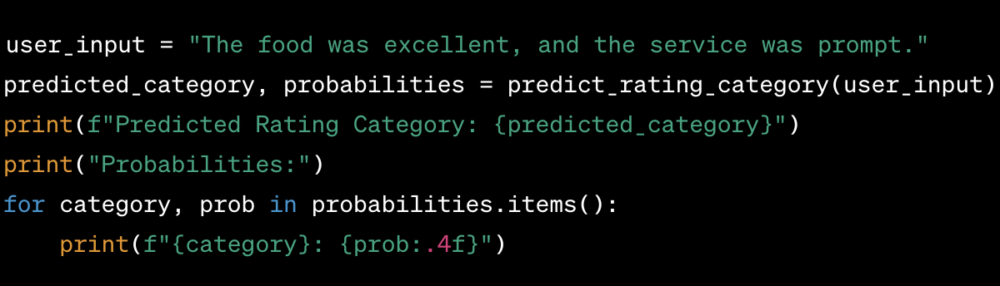 user_input = "The food was excellent, and the service was prompt."
predicted_category, probabilities = predict_rating_category(user_input)
print(f"Predicted Rating Category: {predicted_category}")
print("Probabilities:")
for category, prob in probabilities.items():
    print(f"{category}: {prob:.4f}")